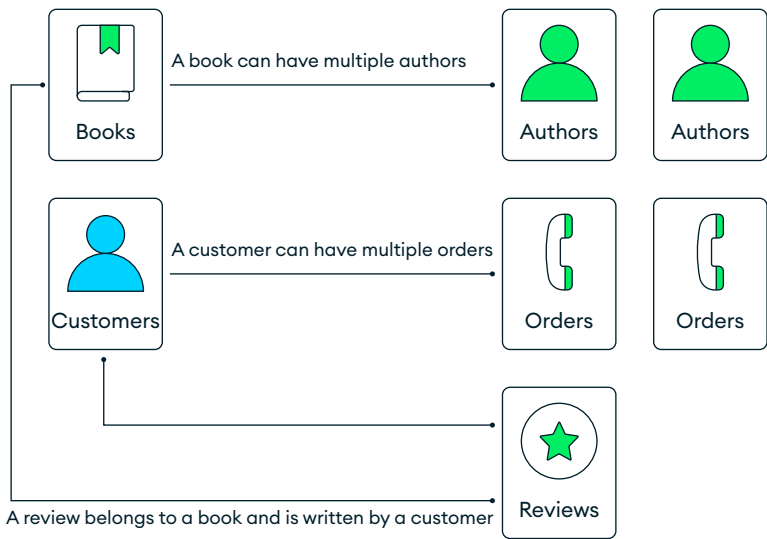 A book can have multiple authors
Books
Authors
Authors
A customer can have multiple orders
Customers
Orders
Orders
Reviews
A review belongs to a book and is written by a customer